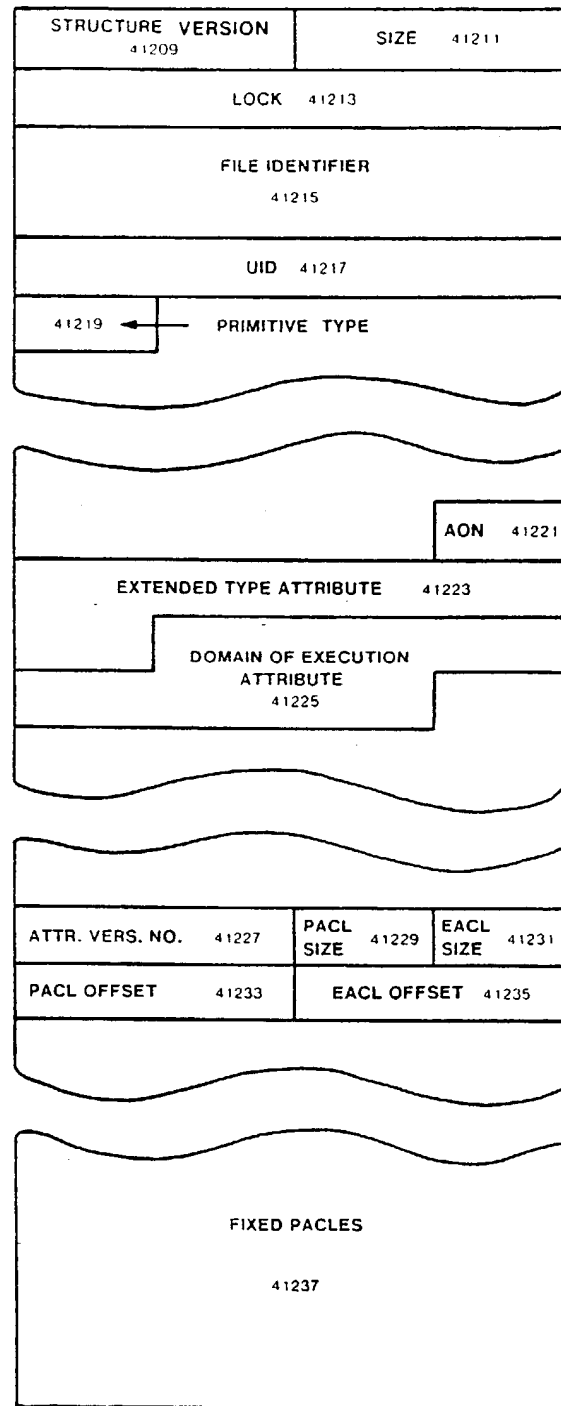 STRUCTURE VERSION
41209
SIZE 41211
LOCK 41213
FILE IDENTIFIER
41215
UID 41217
41219
PRIMITIVE TYPE
AON 41221
EXTENDED TYPE ATTRIBUTE 41223
DOMAIN OF EXECUTION
ATTRIBUTE
41225
ATTR. VERS. NO. 41227
PACL
SIZE 41229
EACL
SIZE 41231
PACL OFFSET 41233
EACL OFFSET 41235
FIXED PACLES
41237